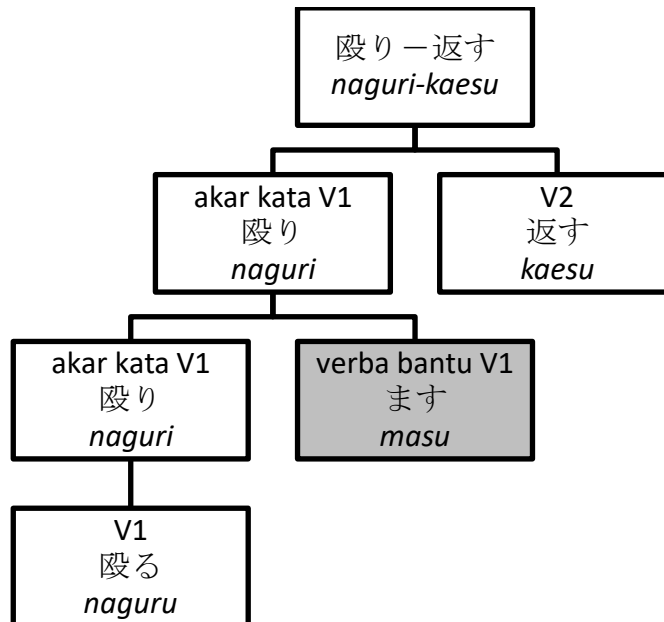 殴り－返す
naguri-kaesu
akar kata V1
殴り
naguri
V2
返す
kaesu
akar kata V1
殴り
naguri
verba bantu V1
ます
masu
V1
殴る
naguru